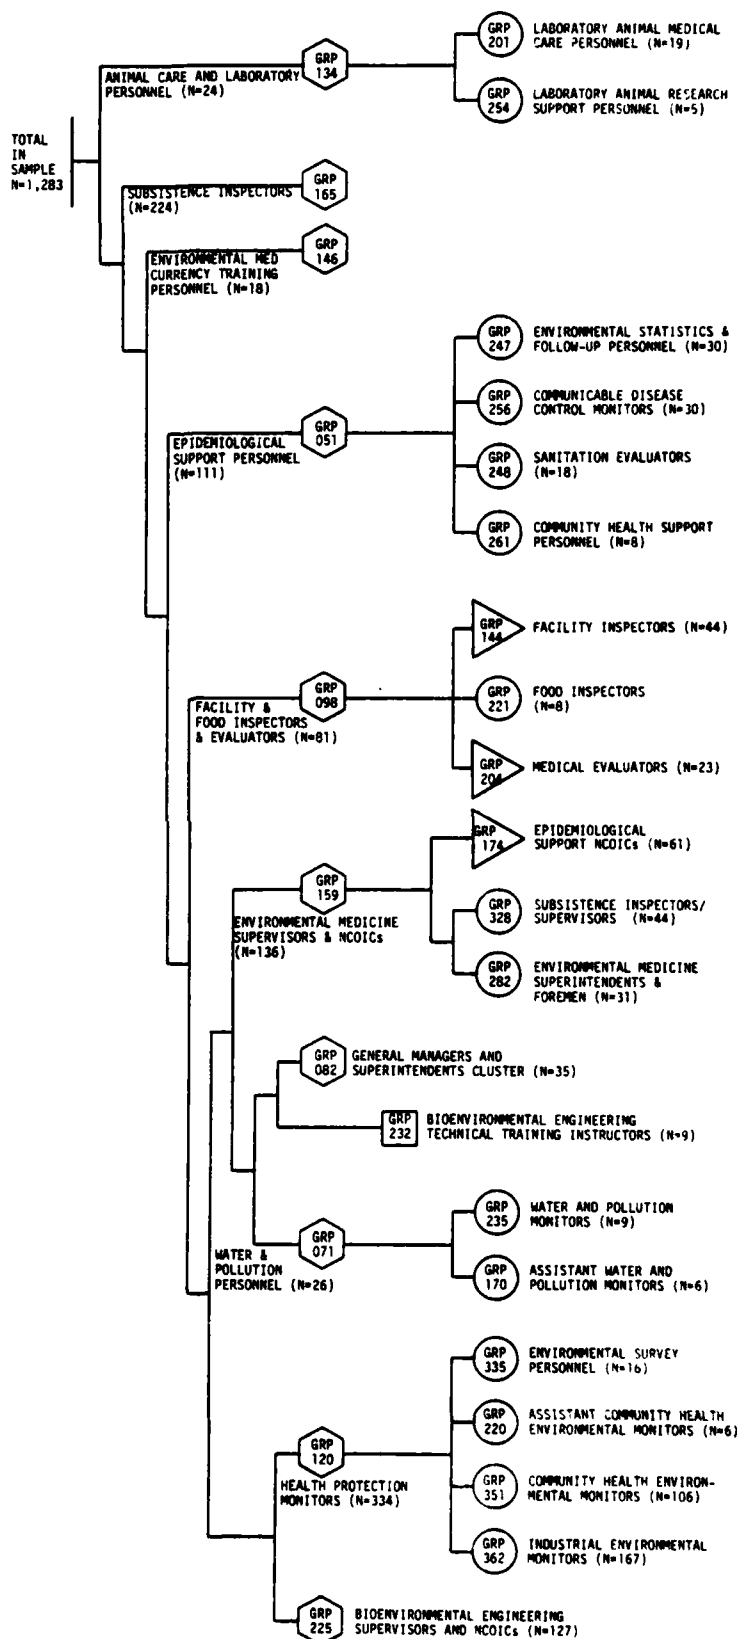 TOTAL
IN
SAMPLE
N=1,283
ANIMAL CARE AND LABORATORY
PERSONNEL (N=24)
GRP
134
GRP
201
LABORATORY ANIMAL MEDICAL
CARE PERSONNEL (N=19)
GRP
254
LABORATORY ANIMAL RESEARCH
SUPPORT PERSONNEL (N=5)
SUBSISTENCE INSPECTORS
(N=224)
GRP
165
ENVIRONMENTAL MED
CURRENCY TRAINING
PERSONNEL (N=18)
GRP
146
EPIDEMIOLOGICAL
SUPPORT PERSONNEL
(N=111)
GRP
051
GRP
247
ENVIRONMENTAL STATISTICS &
FOLLOW-UP PERSONNEL (N=30)
GRP
256
COMMUNICABLE DISEASE
CONTROL MONITORS (N=30)
GRP
248
SANITATION EVALUATORS
(N=18)
GRP
261
COMMUNITY HEALTH SUPPORT
PERSONNEL (N=8)
FACILITY &
FOOD INSPECTORS
& EVALUATORS (N=81)
GRP
098
GRP
144
FACILITY INSPECTORS (N=44)
GRP
221
FOOD INSPECTORS
(N=8)
GRP
204
MEDICAL EVALUATORS (N=23)
ENVIRONMENTAL MEDICINE
SUPERVISORS & NCOICs
(N=136)
GRP
159
GRP
174
EPIDEMIOLOGICAL
SUPPORT NCOICs (N=61)
GRP
328
SUBSISTENCE INSPECTORS/
SUPERVISORS (N=44)
GRP
282
ENVIRONMENTAL MEDICINE
SUPERINTENDENTS &
FOREMEN (N=31)
GRP
082
GENERAL MANAGERS AND
SUPERINTENDENTS CLUSTER (N=35)
GRP
232
BIOENVIRONMENTAL ENGINEERING
TECHNICAL TRAINING INSTRUCTORS (N=9)
WATER &
POLLUTION
PERSONNEL (N=26)
GRP
071
GRP
235
WATER AND POLLUTION
MONITORS (N=9)
GRP
170
ASSISTANT WATER AND
POLLUTION MONITORS (N=6)
HEALTH PROTECTION
MONITORS (N=334)
GRP
120
GRP
335
ENVIRONMENTAL SURVEY
PERSONNEL (N=16)
GRP
220
ASSISTANT COMMUNITY HEALTH
ENVIRONMENTAL MONITORS (N=6)
GRP
351
COMMUNITY HEALTH ENVIRON-
MENTAL MONITORS (N=106)
GRP
362
INDUSTRIAL ENVIRONMENTAL
MONITORS (N=167)
GRP
225
BIOENVIRONMENTAL ENGINEERING
SUPERVISORS AND NCOICs (N=127)